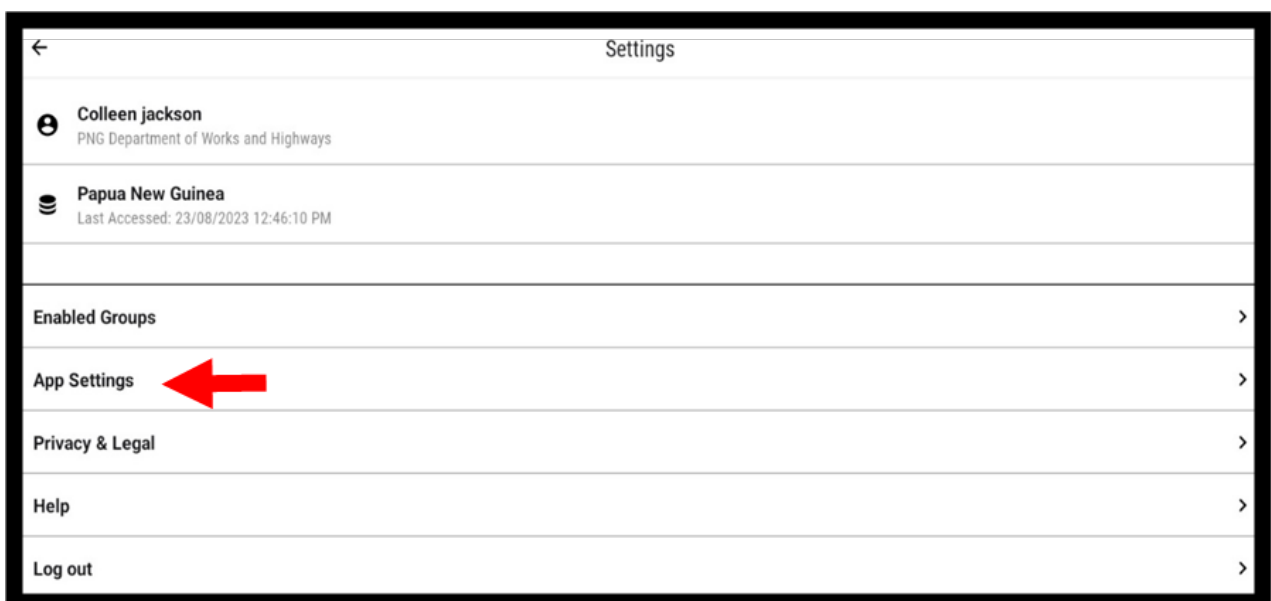 Settings
Colleen jackson
PNG Department of Works and Highways
Papua New Guinea
Last Accessed: 23/08/2023 12:46:10 PM
Enabled Groups
App Settings
Privacy & Legal
Help
Log out